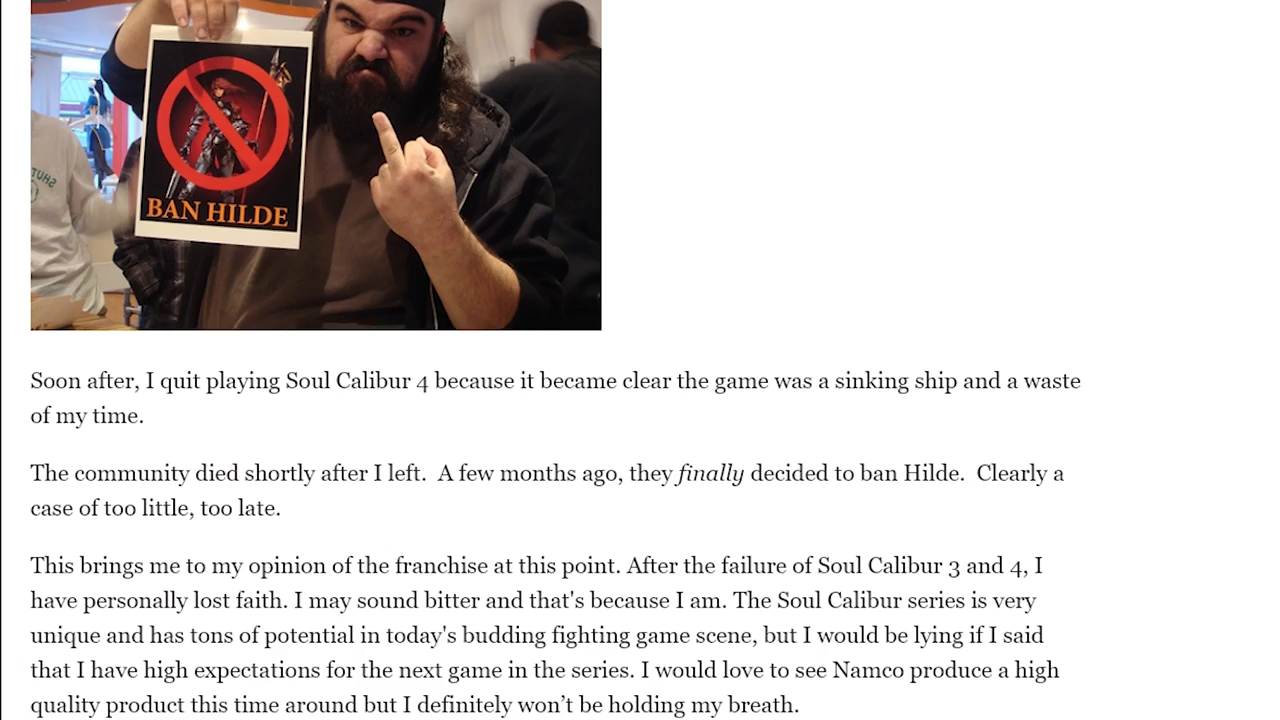 SHUT
BAN HILDE
Soon after, I quit playing Soul Calibur 4 because it became clear the game was a sinking ship and a waste
of my time.
The community died shortly after I left.  A few months ago, they finally decided to ban Hilde.  Clearly a
case of too little, too late.
This brings me to my opinion of the franchise at this point. After the failure of Soul Calibur 3 and 4, I
have personally lost faith. I may sound bitter and that's because I am. The Soul Calibur series is very
unique and has tons of potential in today's budding fighting game scene, but I would be lying if I said
that I have high expectations for the next game in the series. I would love to see Namco produce a high
quality product this time around but I definitely won’t be holding my breath.